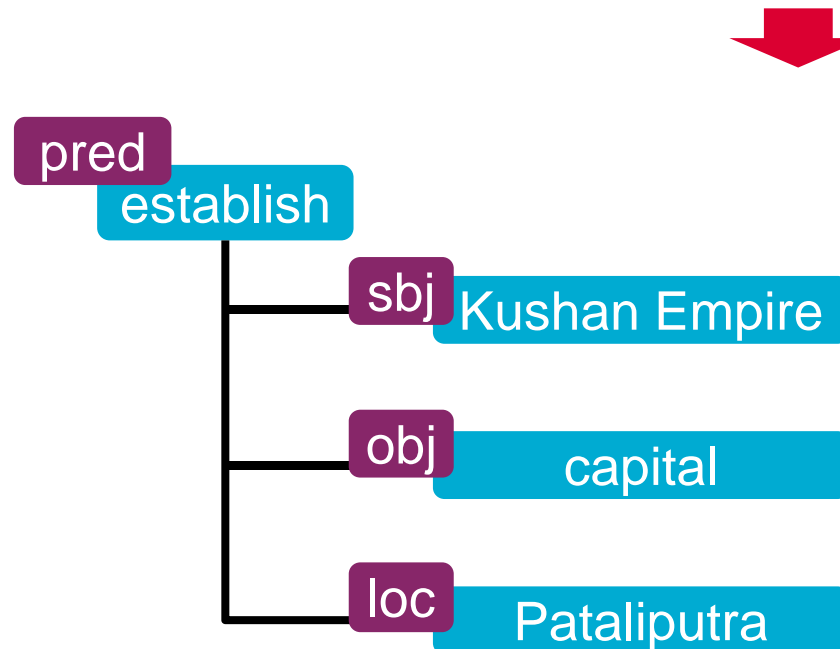 pred
establish
sbj Kushan Empire
obj capital
loc Pataliputra